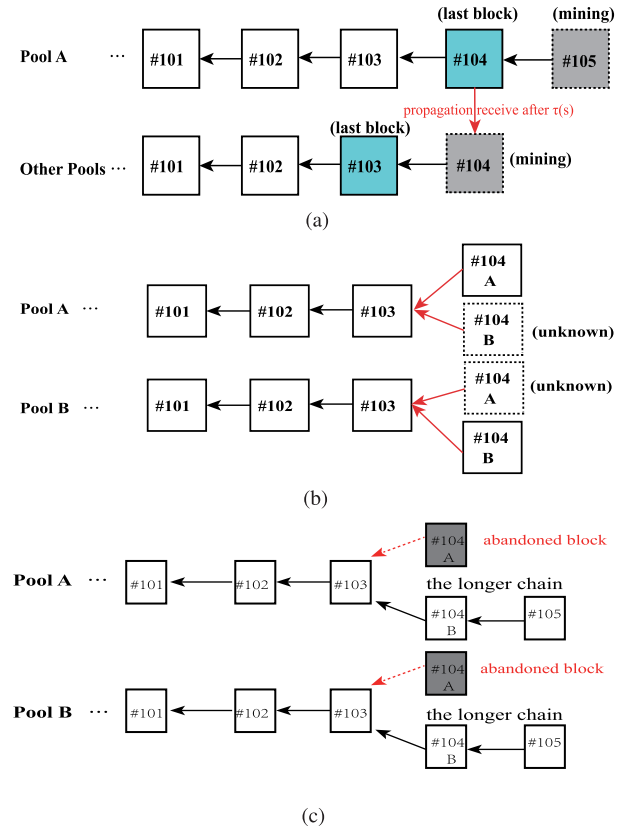 (last block) (mining)
Pool A ··· #101 #102 #103 #104 #105
propagation receive after τ(s)
(last block)
Other Pools ··· #101 #102 #103 #104 (mining)
(a)
#104
A
Pool A ··· #101 #102 #103
#104
B (unknown)
#104
A (unknown)
Pool B ··· #101 #102 #103
#104
B
(b)
#104 abandoned block
A
Pool A ··· #101 #102 #103
the longer chain
#104 #105
B
#104 abandoned block
A
Pool B ··· #101 #102 #103
the longer chain
#104 #105
B
(c)